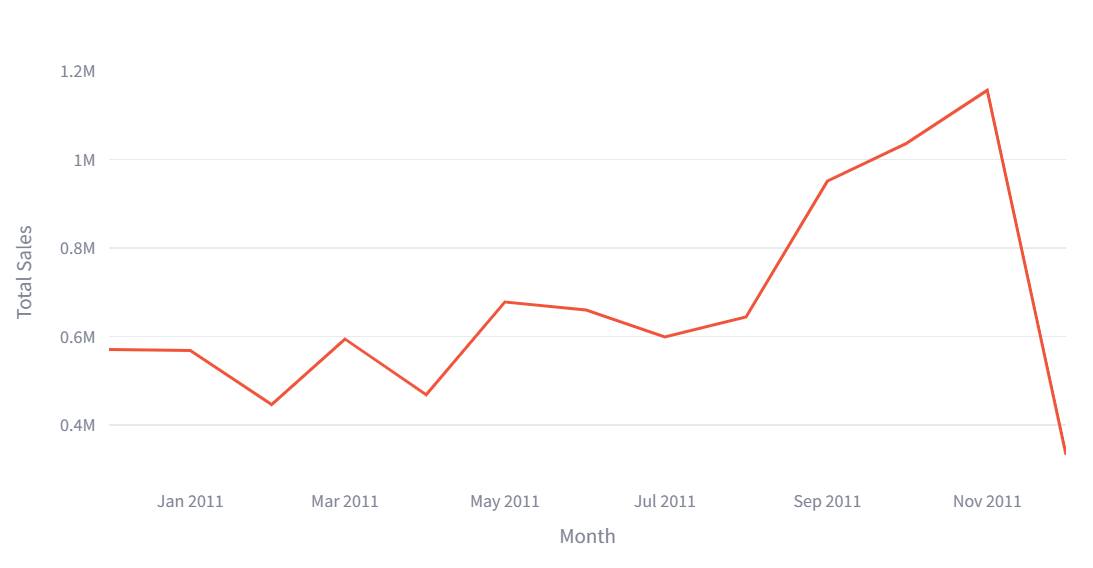 1.2M
1M
0.8M
0.6M
0.4M
Total Sales
Jan 2011
Mar 2011
May 2011
Jul 2011
Sep 2011
Nov 2011
Month